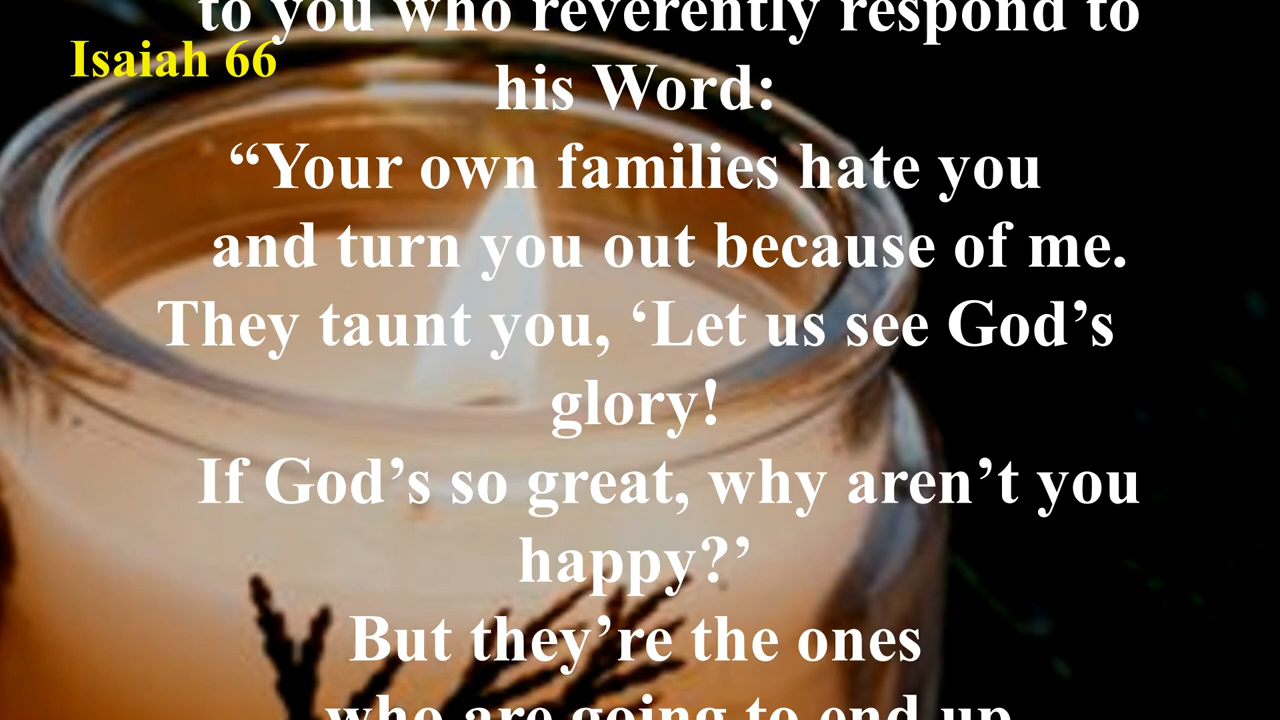 to you who reverently respond to
Isaiah 66
his Word:
“Your own families hate you
and turn you out because of me.
They taunt you, ‘Let us see God’s
glory!
If God’s so great, why aren’t you
happy?’
But they’re the ones
who are going to end up